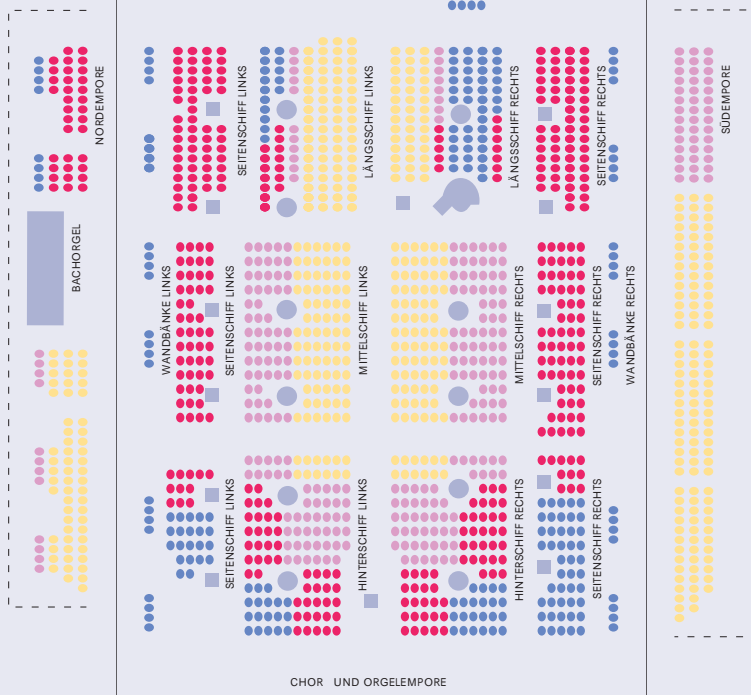 NORDEMPORE
SEITENSCHIFF LINKS
LÄNGSSCHIFF LINKS
LÄNGSSCHIFF RECHTS
SEITENSCHIFF RECHTS
SÜDEMPORE
BACHORGEL
WANDBÄNKE LINKS
SEITENSCHIFF LINKS
MITTELSCHIFF LINKS
MITTELSCHIFF RECHTS
SEITENSCHIFF RECHTS
WANDBÄNKE RECHTS
SEITENSCHIFF LINKS
HINTERSCHIFF LINKS
HINTERSCHIFF RECHTS
SEITENSCHIFF RECHTS
CHOR UND ORGELEMPORE